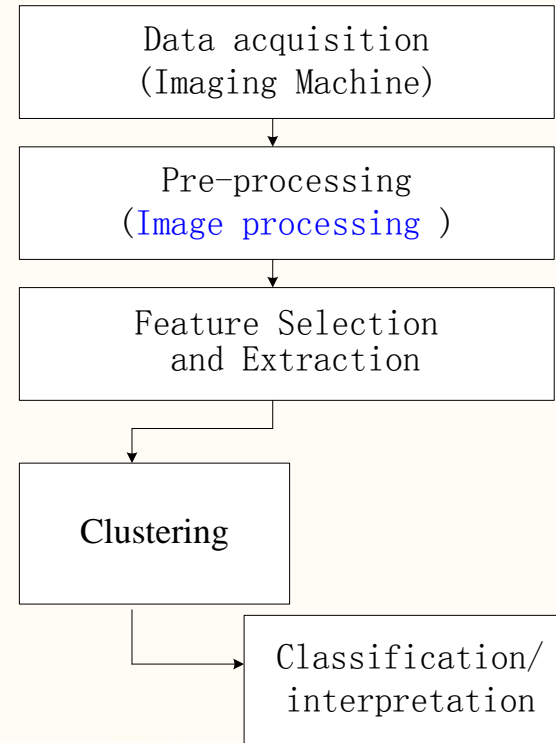 Data acquisition
(Imaging Machine)
Pre-processing
(Image processing )
Feature Selection
and Extraction
Clustering
Classification/
interpretation